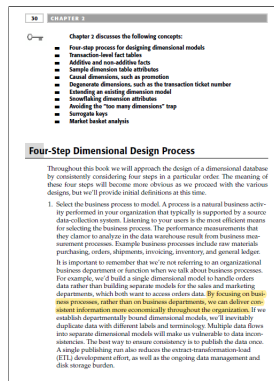 30 CHAPTER 2
Chapter 2 discusses the following concepts:
Four-step process for designing dimensional models
Transaction-level fact tables
Additive and non-additive facts
Sample dimension table attributes
Causal dimensions, such as promotion
Degenerate dimensions, such as the transaction ticket number
Extending an existing dimension model
Snowflaking dimension attributes
Avoiding the "too many dimensions" trap
Surrogate keys
Market basket analysis
Four-Step Dimensional Design Process
Throughout this book we will approach the design of a dimensional database
by consistently considering four steps in a particular order. The meaning of
these four steps will become more obvious as we proceed with the various
designs, but we'll provide initial definitions at this time.
1. Select the business process to model. A process is a natural business activ-
ity performed in your organization that typically is supported by a source
data-collection system. Listening to your users is the most efficient means
for selecting the business process. The performance measurements that
they clamor to analyze in the data warehouse result from business mea-
surement processes. Example business processes include raw materials
purchasing, orders, shipments, invoicing, inventory, and general ledger.
It is important to remember that we're not referring to an organizational
business department or function when we talk about business processes.
For example, we'd build a single dimensional model to handle orders
data rather than building separate models for the sales and marketing
departments, which both want to access orders data. By focusing on busi-
ness processes, rather than on business departments, we can deliver con-
sistent information more economically throughout the organization. If we
establish departmentally bound dimensional models, we'll inevitably
duplicate data with different labels and terminology. Multiple data flows
into separate dimensional models will make us vulnerable to data incon-
sistencies. The best way to ensure consistency is to publish the data once.
A single publishing run also reduces the extract-transformation-load
(ETL) development effort, as well as the ongoing data management and
disk storage burden.